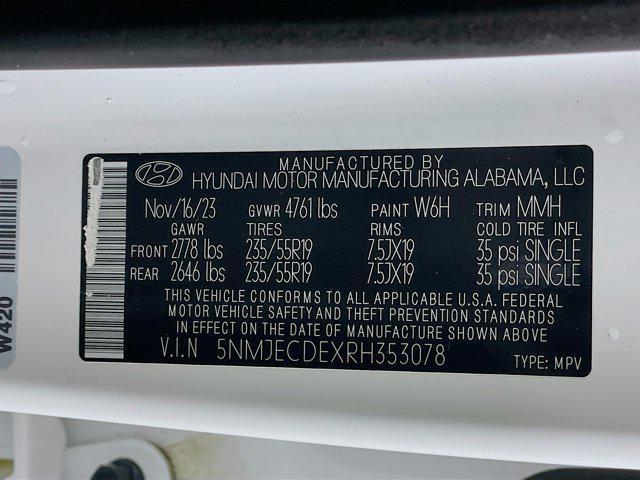 MANUFACTURED BY
HYUNDAI MOTOR MANUFACTURING ALABAMA, LLC
Nov/16/23 GVWR 4761 lbs PAINT W6H TRIM MMH
GAWR TIRES RIMS COLD TIRE INFL
FRONT 2778 lbs 235/55R19 7.5JX19 35 psi SINGLE
REAR 2646 lbs 235/55R19 7.5JX19 35 psi SINGLE
THIS VEHICLE CONFORMS TO ALL APPLICABLE U.S.A. FEDERAL
MOTOR VEHICLE SAFETY AND THEFT PREVENTION STANDARDS
IN EFFECT ON THE DATE OF MANUFACTURE SHOWN ABOVE.
V.I.N 5NMJECDEXRH353078 TYPE: MPV
W420